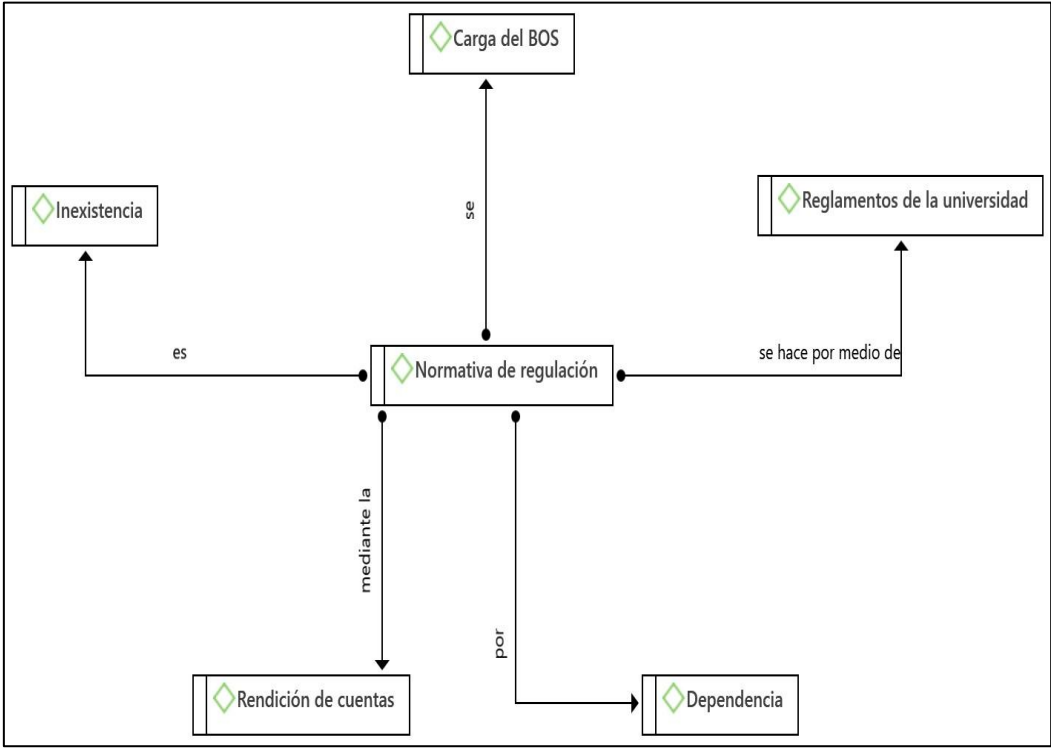 Carga del BOS
se
Inexistencia
Reglamentos de la universidad
es
se hace por medio de
Normativa de regulación
mediante la
por
Rendición de cuentas
Dependencia